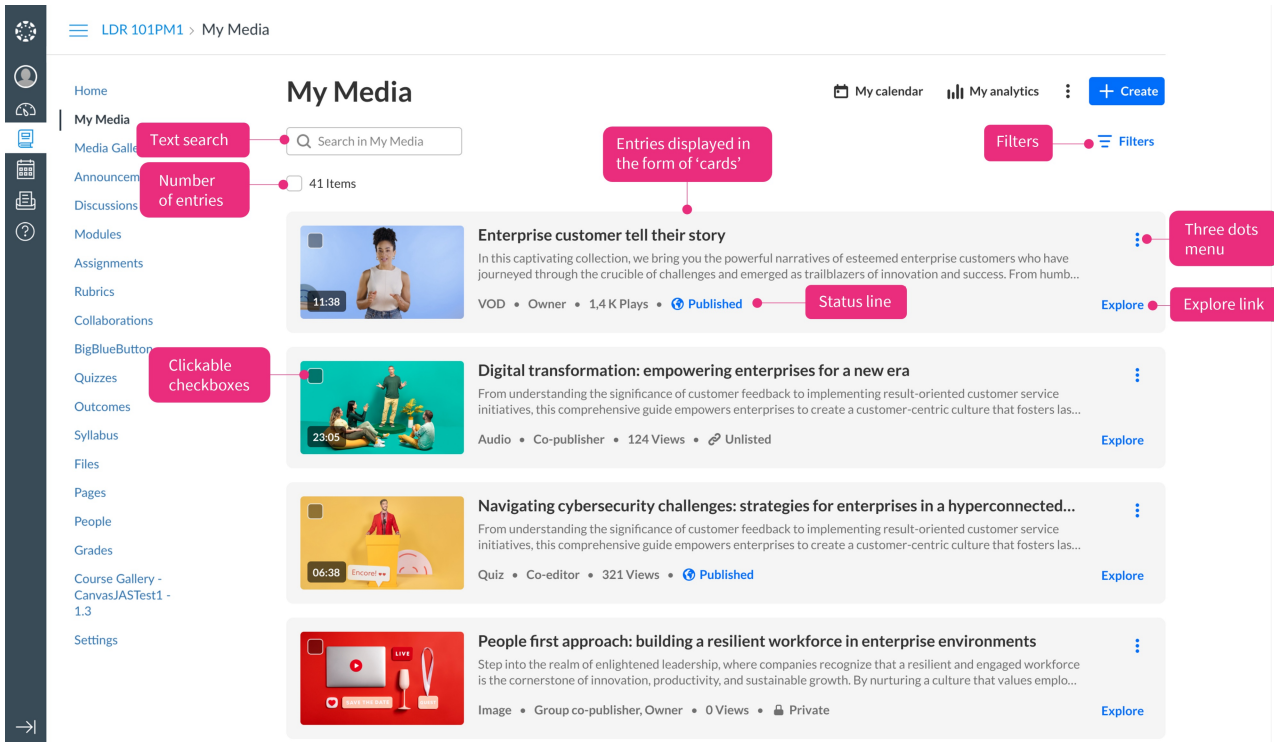 LDR 101PM1 > My Media
Home
My Media
Media Galle
Announcem
Discussions
Modules
Assignments
Rubrics
Collaborations
BigBlueButton
Quizzes
Outcomes
Syllabus
Files
Pages
People
Grades
Course Gallery -
CanvasJASTest1 -
1.3
Settings
My Media
My calendar
My analytics
+ Create
Text search
Search in My Media
Entries displayed in
the form of ‘cards’
Filters
Filters
Number
of entries
41 Items
11:38
Enterprise customer tell their story
In this captivating collection, we bring you the powerful narratives of esteemed enterprise customers who have
journeyed through the crucible of challenges and emerged as trailblazers of innovation and success. From humb...
VOD • Owner • 1,4 K Plays • Published
Status line
Three dots
menu
Explore
Explore link
Clickable
checkboxes
23:05
Digital transformation: empowering enterprises for a new era
From understanding the significance of customer feedback to implementing result-oriented customer service
initiatives, this comprehensive guide empowers enterprises to create a customer-centric culture that fosters las...
Audio • Co-publisher • 124 Views • Unlisted
Explore
06:38
Encore!
Navigating cybersecurity challenges: strategies for enterprises in a hyperconnected...
From understanding the significance of customer feedback to implementing result-oriented customer service
initiatives, this comprehensive guide empowers enterprises to create a customer-centric culture that fosters las...
Quiz • Co-editor • 321 Views • Published
Explore
LIVE
SAVE THE DATE
People first approach: building a resilient workforce in enterprise environments
Step into the realm of enlightened leadership, where companies recognize that a resilient and engaged workforce
is the cornerstone of innovation, productivity, and sustainable growth. By nurturing a culture that values emplo...
Image • Group co-publisher, Owner • 0 Views • Private
Explore